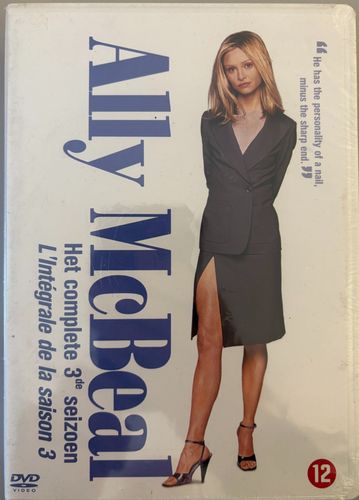 Ally McBeal
Het complete 3de seizoen
L'Intégrale de la saison 3
“He has the personality of a nail,
minus the sharp end.”
DVD
VIDEO
12